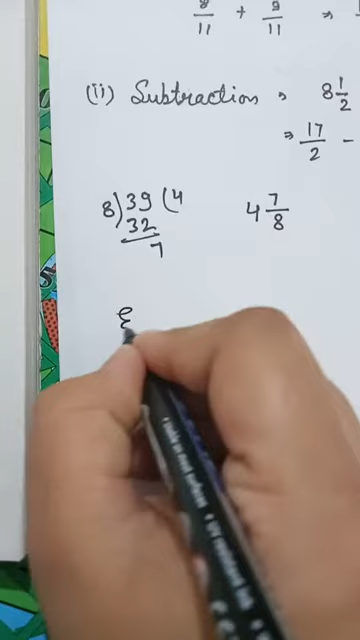 8/11 + 9/11 ⇒
(ii) Subtraction ⇒ 8 1/2
⇒ 17/2 -
8)39(4 4 7/8
32
7